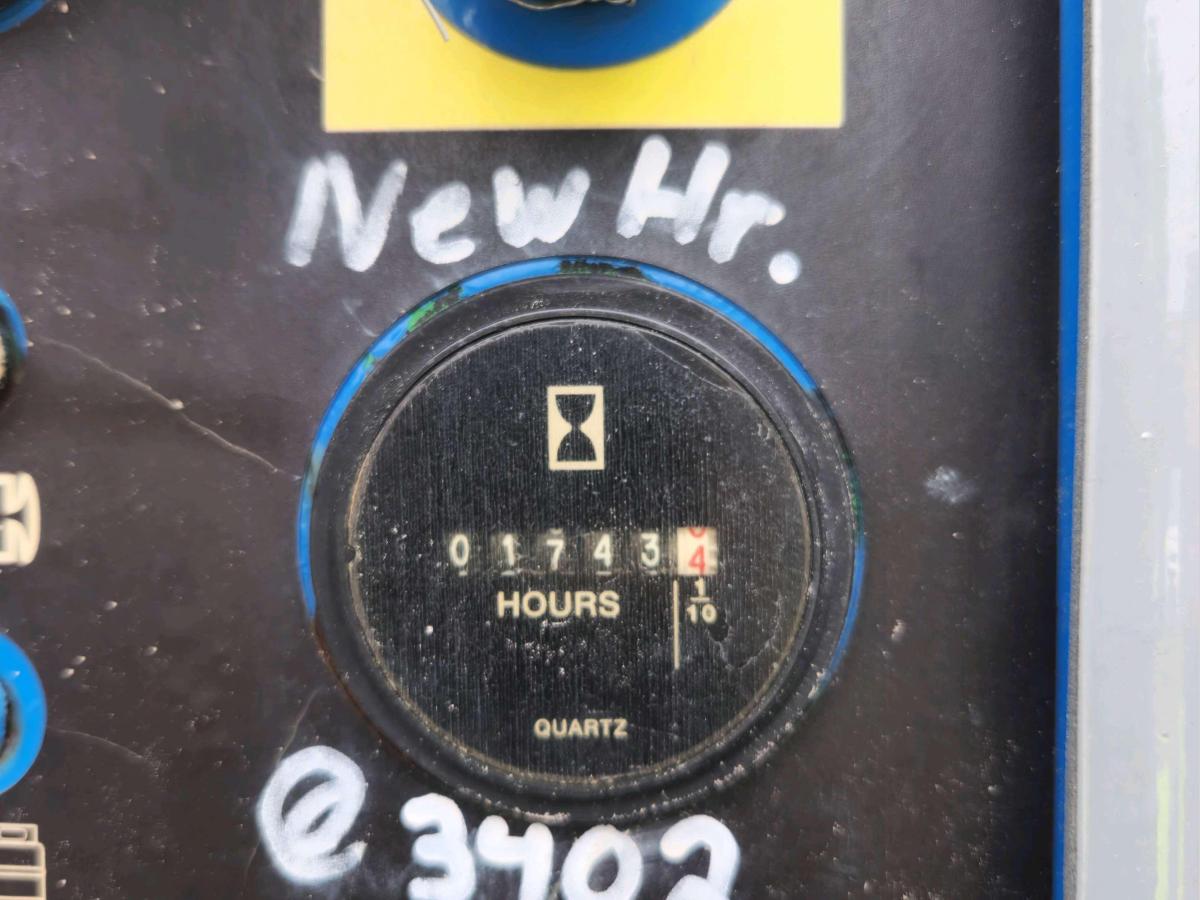 New Hr.
017434
HOURS
1/10
QUARTZ
@ 3402